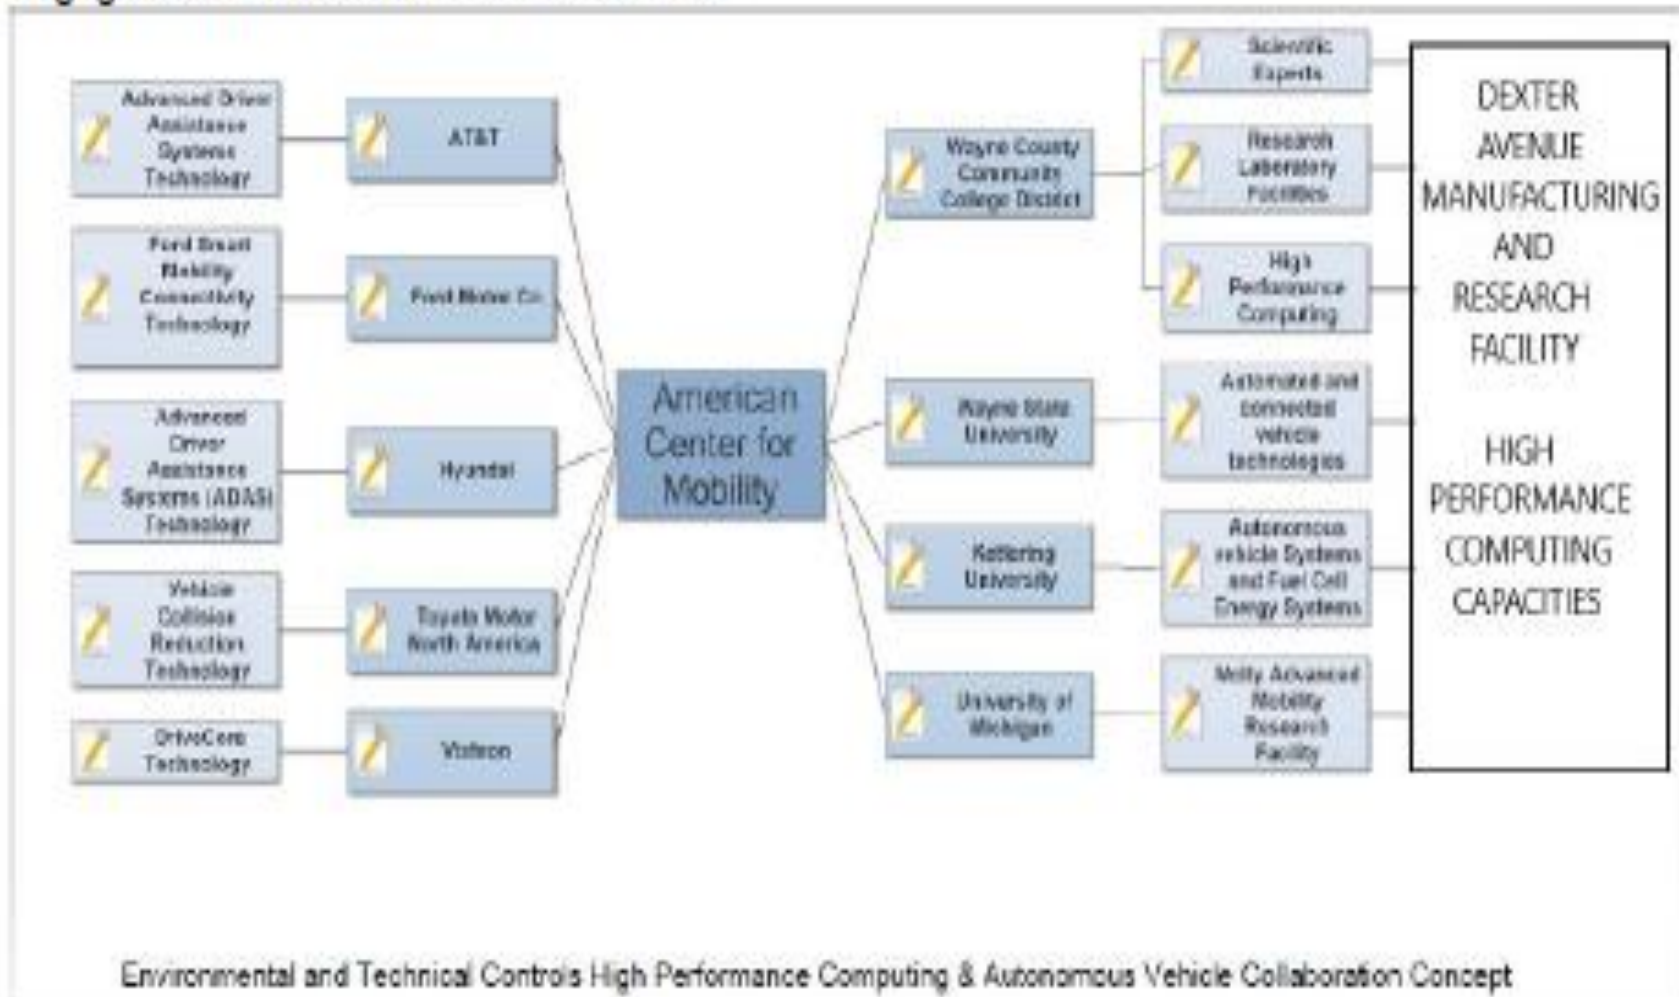 Advanced Driver
Assistance
Systems
Technology
AT&T
Ford Smart
Mobility
Connectivity
Technology
Ford Motor Co
Advanced
Driver
Assistance
Systems (ADAS)
Technology
Hyundai
Vehicle
Collision
Reduction
Technology
Toyota Motor
North America
DriveCore
Technology
Visteon
American
Center for
Mobility
Wayne County
Community
College District
Wayne State
University
Kettering
University
University of
Michigan
Scientific
Experts
Research
Laboratory
Facilities
High
Performance
Computing
Automated and
connected
vehicle
technologies
Autonomous
vehicle Systems
and Fuel Cell
Energy Systems
Advanced
Mobility
Research
Facility
DEXTER
AVENUE
MANUFACTURING
AND
RESEARCH
FACILITY
HIGH
PERFORMANCE
COMPUTING
CAPACITIES
Environmental and Technical Controls High Performance Computing & Autonomous Vehicle Collaboration Concept